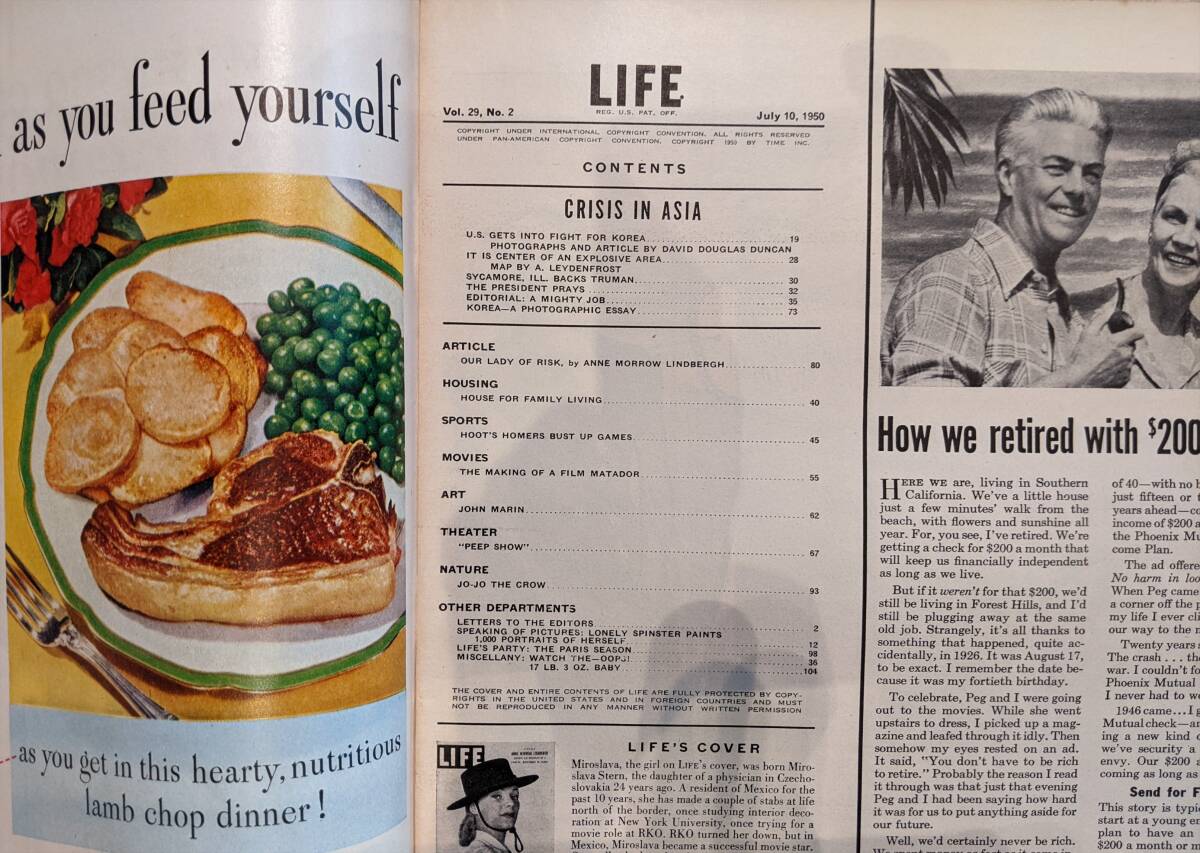 as you feed yourself
as you get in this hearty, nutritious
lamb chop dinner!
LIFE
REG. U.S. PAT. OFF.
Vol. 29, No. 2 July 10, 1950
COPYRIGHT UNDER INTERNATIONAL COPYRIGHT CONVENTION. ALL RIGHTS RESERVED
UNDER PAN-AMERICAN COPYRIGHT CONVENTION. COPYRIGHT 1950 BY TIME INC.
CONTENTS
CRISIS IN ASIA
U.S. GETS INTO FIGHT FOR KOREA 19
PHOTOGRAPHS AND ARTICLE BY DAVID DOUGLAS DUNCAN
IT IS CENTER OF AN EXPLOSIVE AREA 28
MAP BY A. LEYDENFROST
SYCAMORE, ILL. BACKS TRUMAN 30
THE PRESIDENT PRAYS 32
EDITORIAL: A MIGHTY JOB 35
KOREA—A PHOTOGRAPHIC ESSAY 73
ARTICLE
OUR LADY OF RISK, by ANNE MORROW LINDBERGH 80
HOUSING
HOUSE FOR FAMILY LIVING 40
SPORTS
HOOT'S HOMERS BUST UP GAMES 45
MOVIES
THE MAKING OF A FILM MATADOR 55
ART
JOHN MARIN 62
THEATER
"PEEP SHOW" 67
NATURE
JO-JO THE CROW 93
OTHER DEPARTMENTS
LETTERS TO THE EDITORS 2
SPEAKING OF PICTURES: LONELY SPINSTER PAINTS
1,000 PORTRAITS OF HERSELF 12
LIFE'S PARTY: THE PARIS SEASON 98
MISCELLANY: WATCH THE—OOPS! 36
17 LB. 3 OZ. BABY 104
THE COVER AND ENTIRE CONTENTS OF LIFE ARE FULLY PROTECTED BY COPY-
RIGHTS IN THE UNITED STATES AND IN FOREIGN COUNTRIES AND MUST
NOT BE REPRODUCED IN ANY MANNER WITHOUT WRITTEN PERMISSION
LIFE
LIFE'S COVER
Miroslava, the girl on LIFE's cover, was born Miro-
slava Stern, the daughter of a physician in Czecho-
slovakia 24 years ago. A resident of Mexico for the
past 10 years, she has made a couple of stabs at life
north of the border, once studying interior deco-
ration at New York University, once trying for a
movie role at RKO. RKO turned her down, but in
Mexico, Miroslava became a successful movie star.
How we retired with $200
HERE WE are, living in Southern
California. We've a little house
just a few minutes' walk from the
beach, with flowers and sunshine all
year. For, you see, I've retired. We're
getting a check for $200 a month that
will keep us financially independent
as long as we live.
But if it weren't for that $200, we'd
still be living in Forest Hills, and I'd
still be plugging away at the same
old job. Strangely, it's all thanks to
something that happened, quite ac-
cidentally, in 1926. It was August 17,
to be exact. I remember the date be-
cause it was my fortieth birthday.
To celebrate, Peg and I were going
out to the movies. While she went
upstairs to dress, I picked up a mag-
azine and leafed through it idly. Then
somehow my eyes rested on an ad.
It said, "You don't have to be rich
to retire." Probably the reason I read
it through was that just that evening
Peg and I had been saying how hard
it was for us to put anything aside for
our future.
Well, we'd certainly never be rich.
of 40—with no
just fifteen or
years ahead—
income of $200 a
the Phoenix Mu
come Plan.
The ad offere
No harm in loo
When Peg came
a corner off the
my life I ever cli
our way to the
Twenty years
The crash . . . th
war. I couldn't fo
Phoenix Mutual
I never had to wo
1946 came...I g
Mutual check—a
ing a new kind
we've security a
envy. Our $200 a
coming as long as
Send for F
This story is typi
start at a young
plan to have an
$200 a month or m